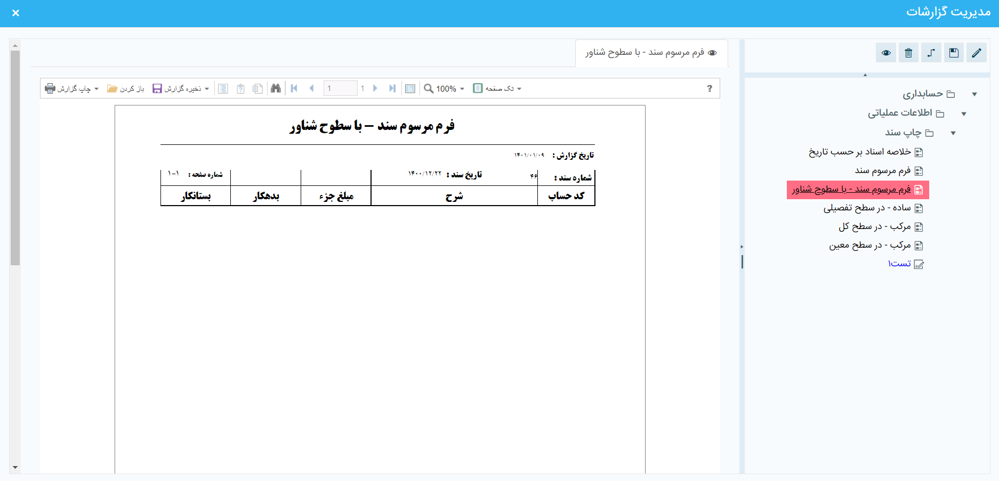 مدیریت گزارشات
فرم مرسوم سند - با سطوح شناور
چاپ گزارش
باز کردن
ذخیره گزارش
1
1
100%
تک صفحه
?
فرم مرسوم سند - با سطوح شناور
تاریخ گزارش : ۱۴۰۱/۰۱/۰۹
شماره سند : ۴۶ تاریخ سند : ۱۴۰۰/۱۲/۲۲ شماره صفحه : ۱-۱
کد حساب شرح مبلغ جزء بدهکار بستانکار
حسابداری
اطلاعات عملیاتی
چاپ سند
خلاصه اسناد بر حسب تاریخ
فرم مرسوم سند
فرم مرسوم سند - با سطوح شناور
ساده - در سطح تفصیلی
مرکب - در سطح کل
مرکب - در سطح معین
تست۱